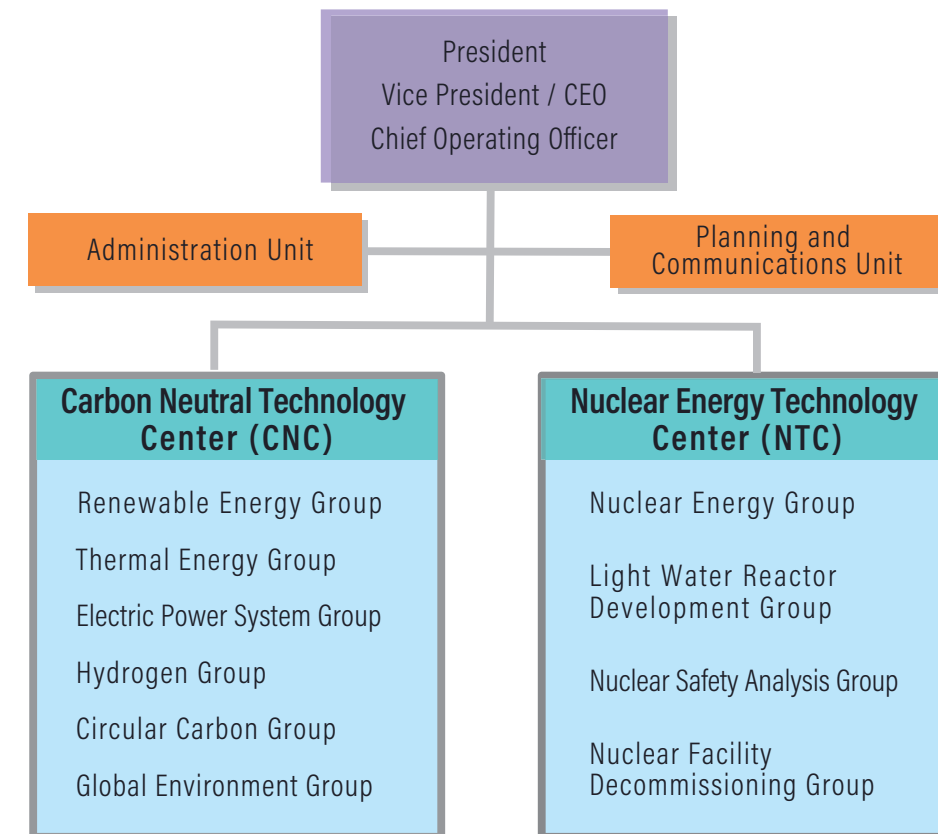 President
Vice President / CEO
Chief Operating Officer
Administration Unit
Planning and
Communications Unit
Carbon Neutral Technology
Center (CNC)
Renewable Energy Group
Thermal Energy Group
Electric Power System Group
Hydrogen Group
Circular Carbon Group
Global Environment Group
Nuclear Energy Technology
Center (NTC)
Nuclear Energy Group
Light Water Reactor
Development Group
Nuclear Safety Analysis Group
Nuclear Facility
Decommissioning Group